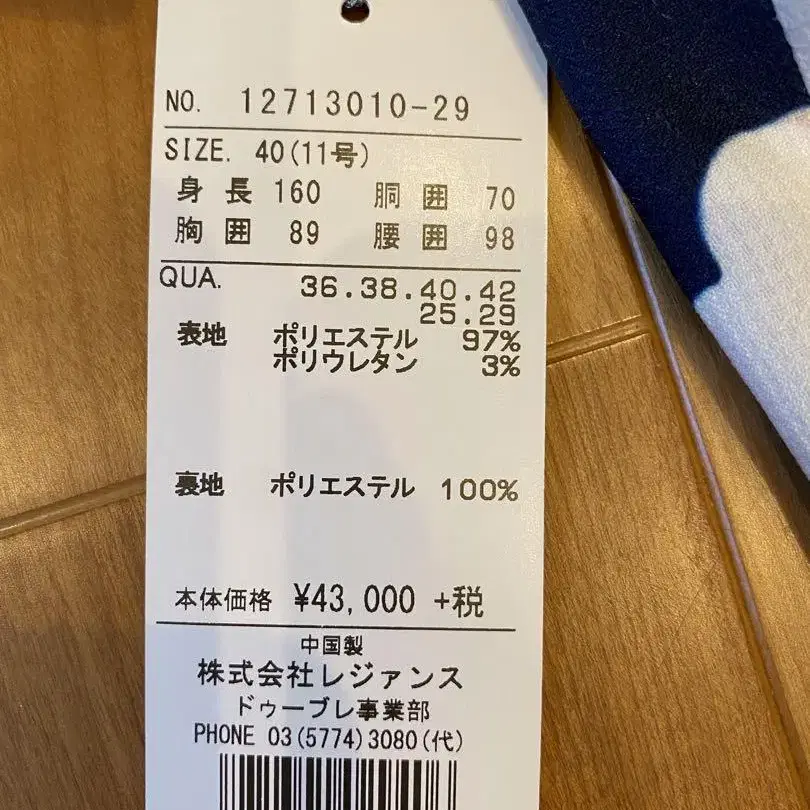 NO. 12713010-29
SIZE. 40(11号)
身長 160 胴囲 70
胸囲 89 腰囲 98
QUA. 36.38.40.42
25.29
表地 ポリエステル 97%
ポリウレタン 3%
裏地 ポリエステル 100%
本体価格 ¥43,000 +税
中国製
株式会社レジァンス
ドゥーブレ事業部
PHONE 03(5774)3080(代)